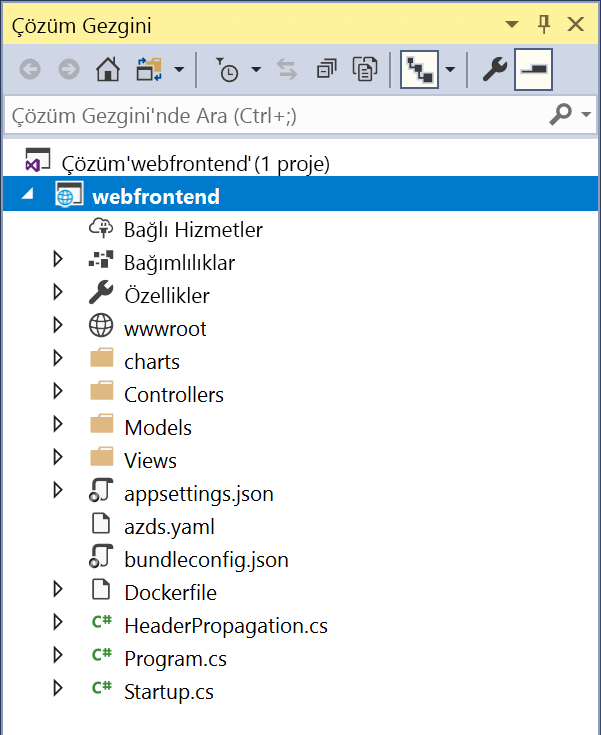 Çözüm Gezgini
Çözüm Gezgini'nde Ara (Ctrl+;)
Çözüm'webfrontend'(1 proje)
webfrontend
Bağlı Hizmetler
Bağımlılıklar
Özellikler
wwwroot
charts
Controllers
Models
Views
appsettings.json
azds.yaml
bundleconfig.json
Dockerfile
C# HeaderPropagation.cs
C# Program.cs
C# Startup.cs